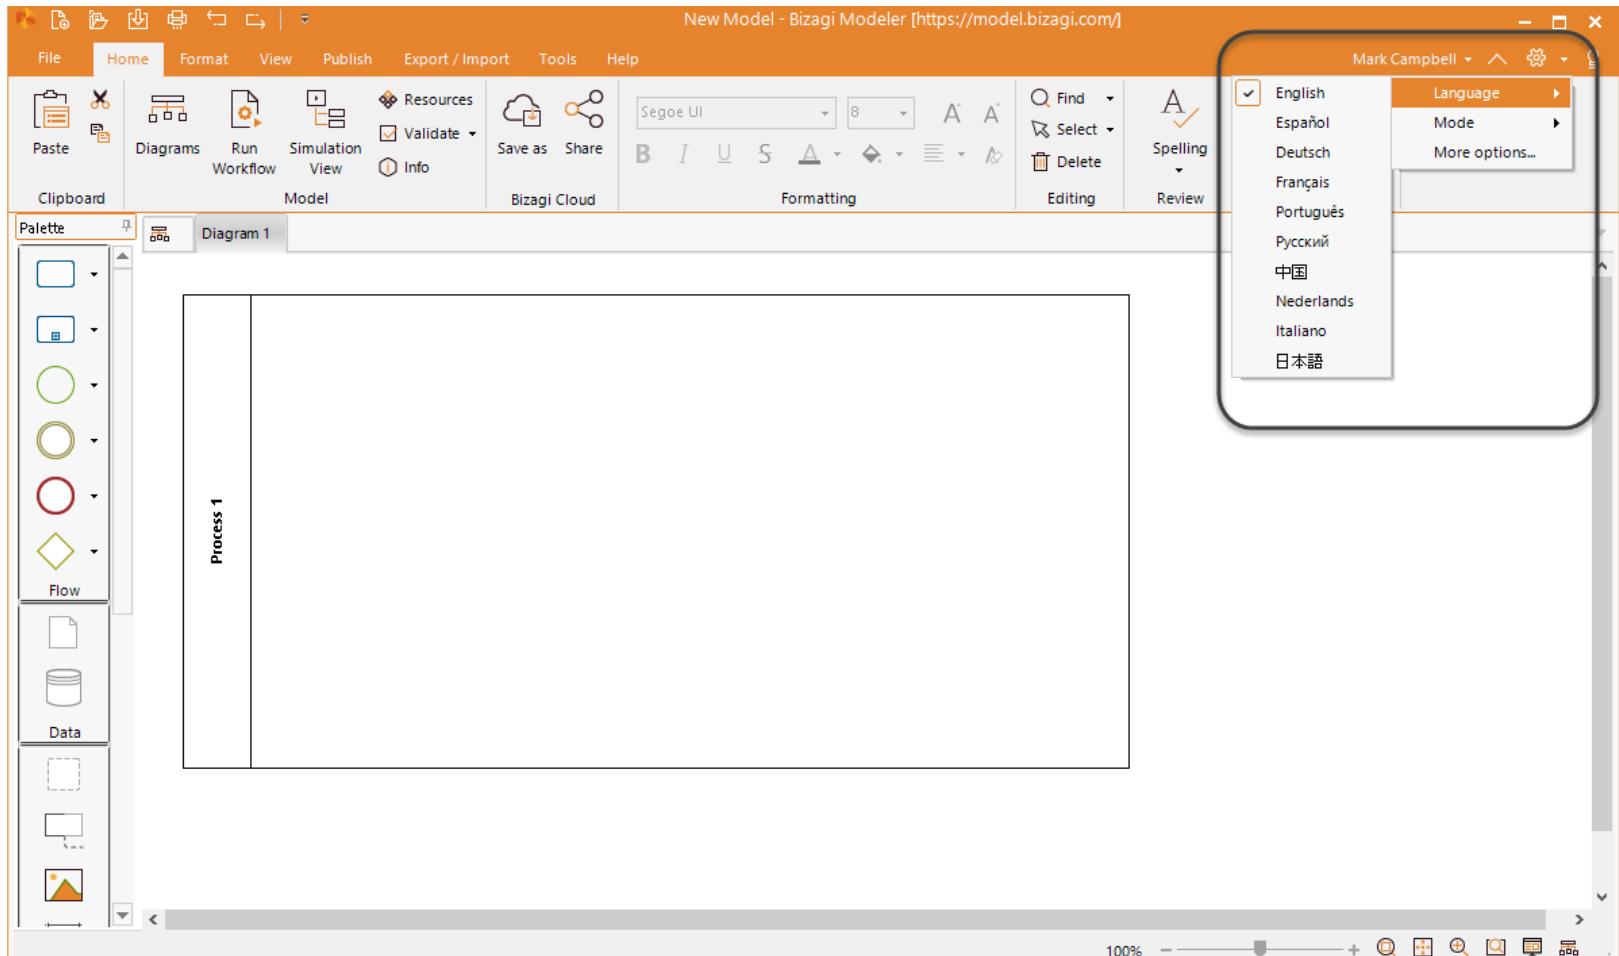 New Model - Bizagi Modeler [https://model.bizagi.com/]
File Home Format View Publish Export / Import Tools Help
Mark Campbell
Paste
Clipboard
Diagrams
Run
Workflow
Simulation
View
Resources
Validate
Info
Model
Save as
Share
Bizagi Cloud
Segoe UI
8
A A
B I U S A
Formatting
Find
Select
Delete
Editing
Spelling
Review
Language
Mode
More options...
English
Español
Deutsch
Français
Português
Русский
中国
Nederlands
Italiano
日本語
Palette
Diagram 1
Flow
Data
Process 1
100%